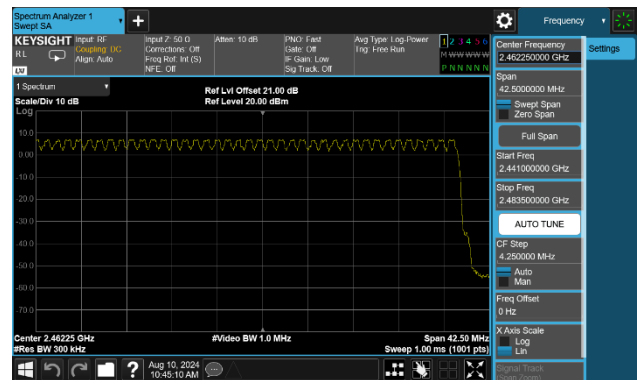 Spectrum Analyzer 1
Swept SA
+
Frequency
KEYSIGHT
RL
LXI
Input: RF
Coupling: DC
Align: Auto
Input Z: 50 Ω
Corrections: Off
Freq Ref: Int (S)
NFE: Off
Atten: 10 dB
PNO: Fast
Gate: Off
IF Gain: Low
Sig Track: Off
Avg Type: Log-Power
Trig: Free Run
1 2 3 4 5 6
M W W W W W
P N N N N N
1 Spectrum
Scale/Div 10 dB
Ref Lvl Offset 21.00 dB
Ref Level 20.00 dBm
Log
10.0
0.00
-10.0
-20.0
-30.0
-40.0
-50.0
-60.0
-70.0
Center 2.46225 GHz
#Video BW 1.0 MHz
Span 42.50 MHz
#Res BW 300 kHz
Sweep 1.00 ms (1001 pts)
Aug 10, 2024
10:45:10 AM
?
Center Frequency
2.462250000 GHz
Settings
Span
42.5000000 MHz
Swept Span
Zero Span
Full Span
Start Freq
2.441000000 GHz
Stop Freq
2.483500000 GHz
AUTO TUNE
CF Step
4.250000 MHz
Auto
Man
Freq Offset
0 Hz
X Axis Scale
Log
Lin
Signal Track
(Span Zoom)